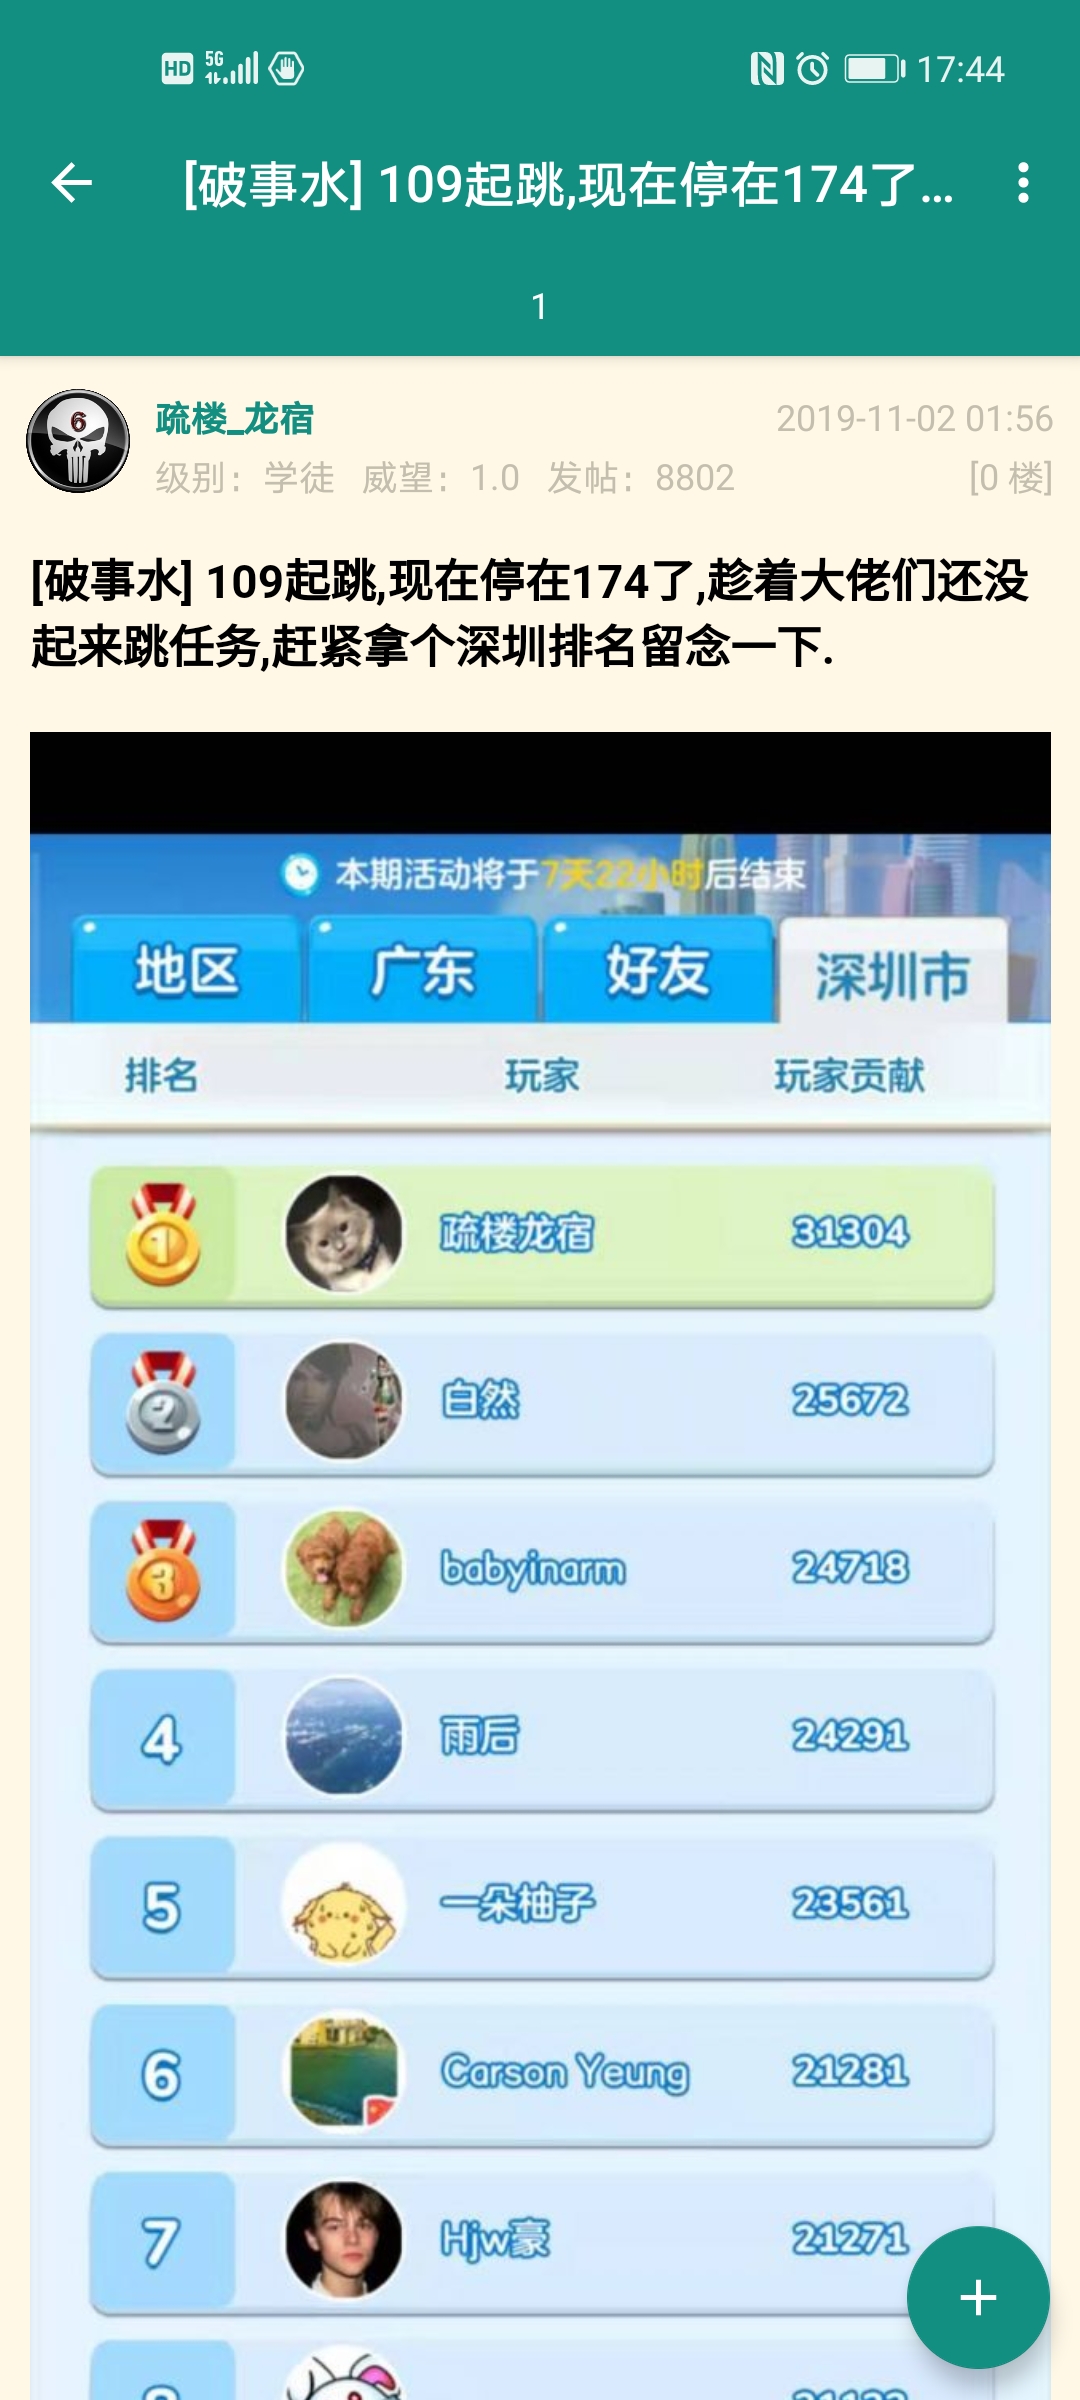 HD 5G 17:44
[破事水] 109起跳,现在停在174了...
1
疏楼_龙宿 2019-11-02 01:56
级别：学徒 威望：1.0 发帖：8802 [0 楼]
[破事水] 109起跳,现在停在174了,趁着大佬们还没
起来跳任务,赶紧拿个深圳排名留念一下.
本期活动将于7天22小时后结束
地区 广东 好友 深圳市
排名 玩家 玩家贡献
1 疏楼龙宿 31304
2 白然 25672
3 babyinarm 24718
4 雨后 24291
5 一朵柚子 23561
6 Carson Yeung 21281
7 Hjw豪 21271